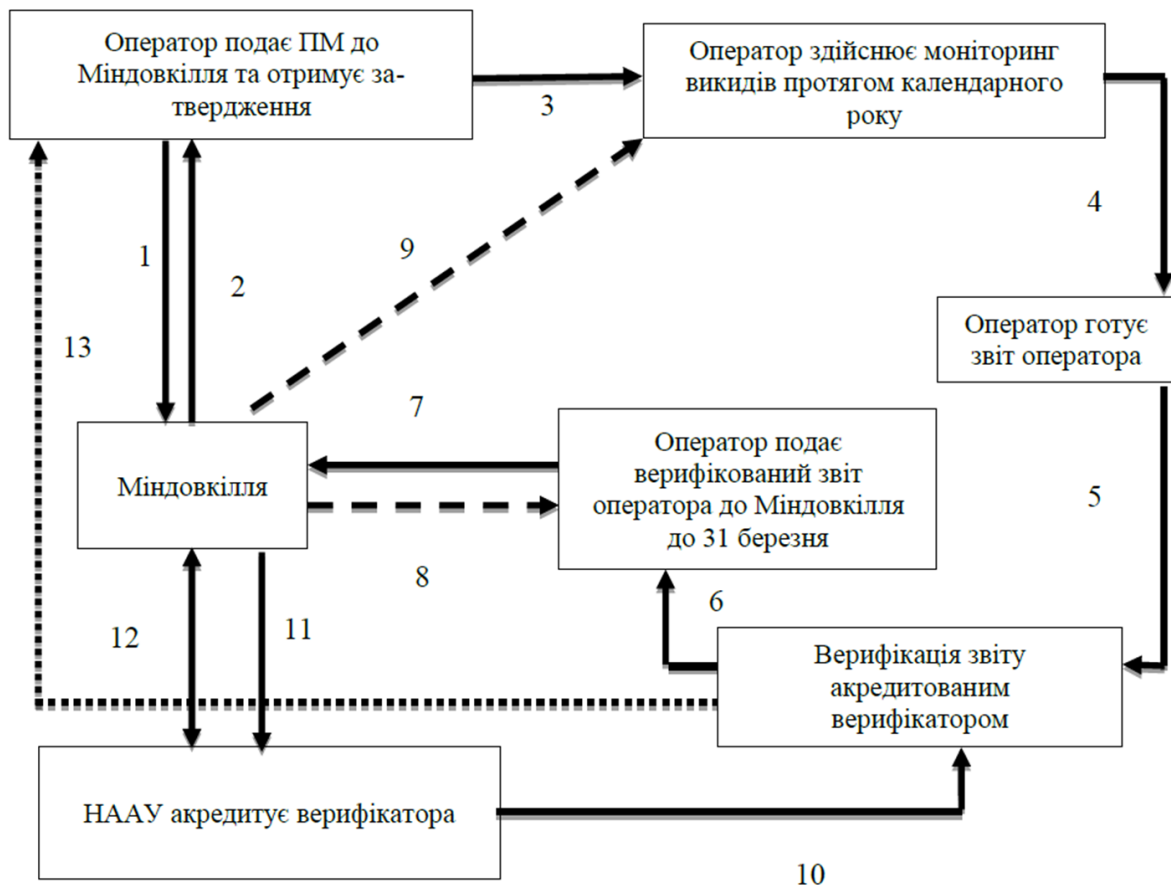 Оператор подає ПМ до
Міндовкілля та отримує за-
твердження
3
Оператор здійснює моніторинг
викидів протягом календарного
року
4
1
2
9
13
Оператор готує
звіт оператора
7
Міндовкілля
Оператор подає
верифікований звіт
оператора до Міндовкілля
до 31 березня
5
8
6
12
11
Верифікація звіту
акредитованим
верифікатором
НААУ акредитує верифікатора
10